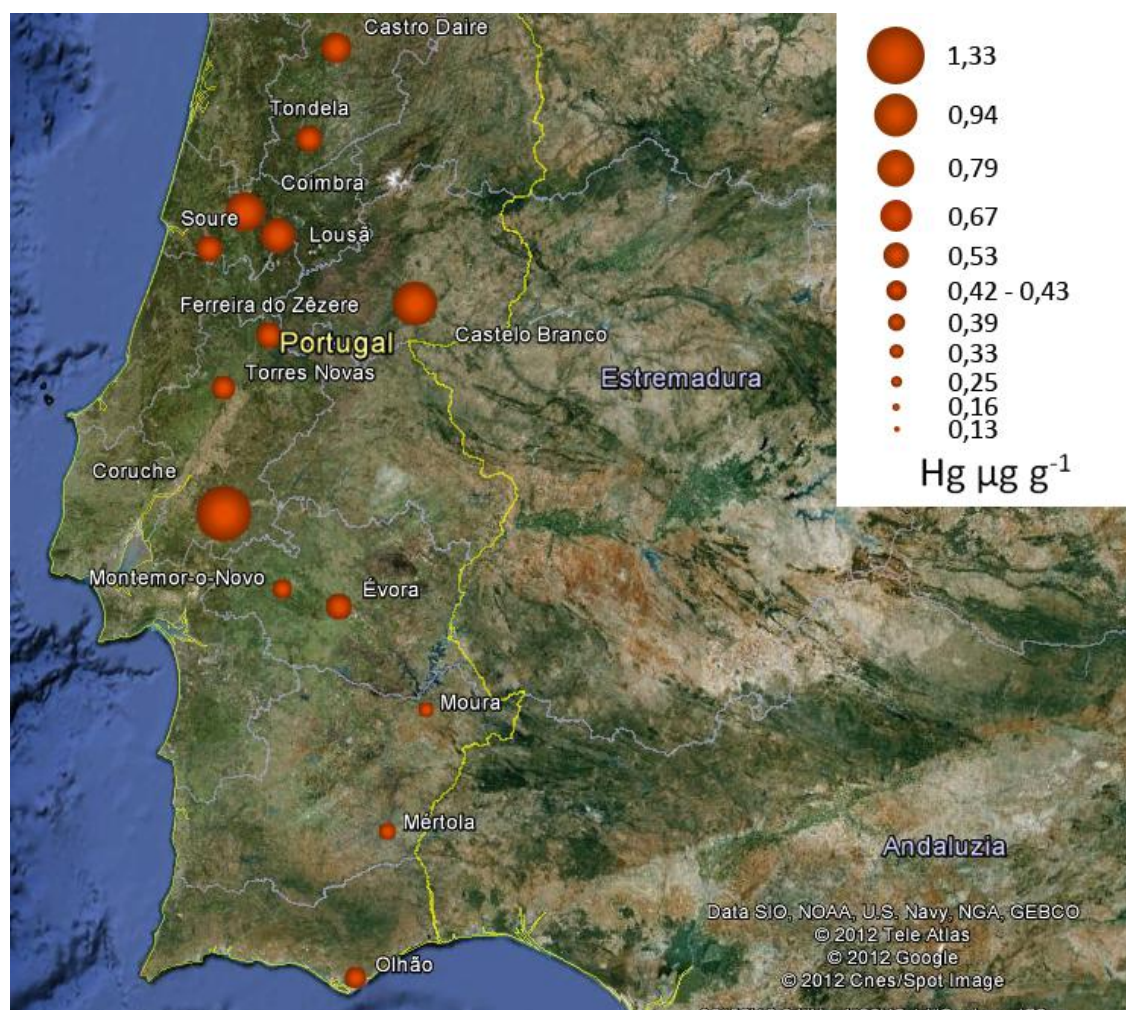 Castro Daire
Tondela
Coimbra
Soure
Lousã
Ferreira do Zêzere
Portugal
Castelo Branco
Torres Novas
Estremadura
Coruche
Montemor-o-Novo
Évora
Moura
Mértola
Andaluzia
Olhão
Data SIO, NOAA, U.S. Navy, NGA, GEBCO
© 2012 Tele Atlas
© 2012 Google
© 2012 Cnes/Spot Image
1,33
0,94
0,79
0,67
0,53
0,42 - 0,43
0,39
0,33
0,25
0,16
0,13
Hg µg g⁻¹